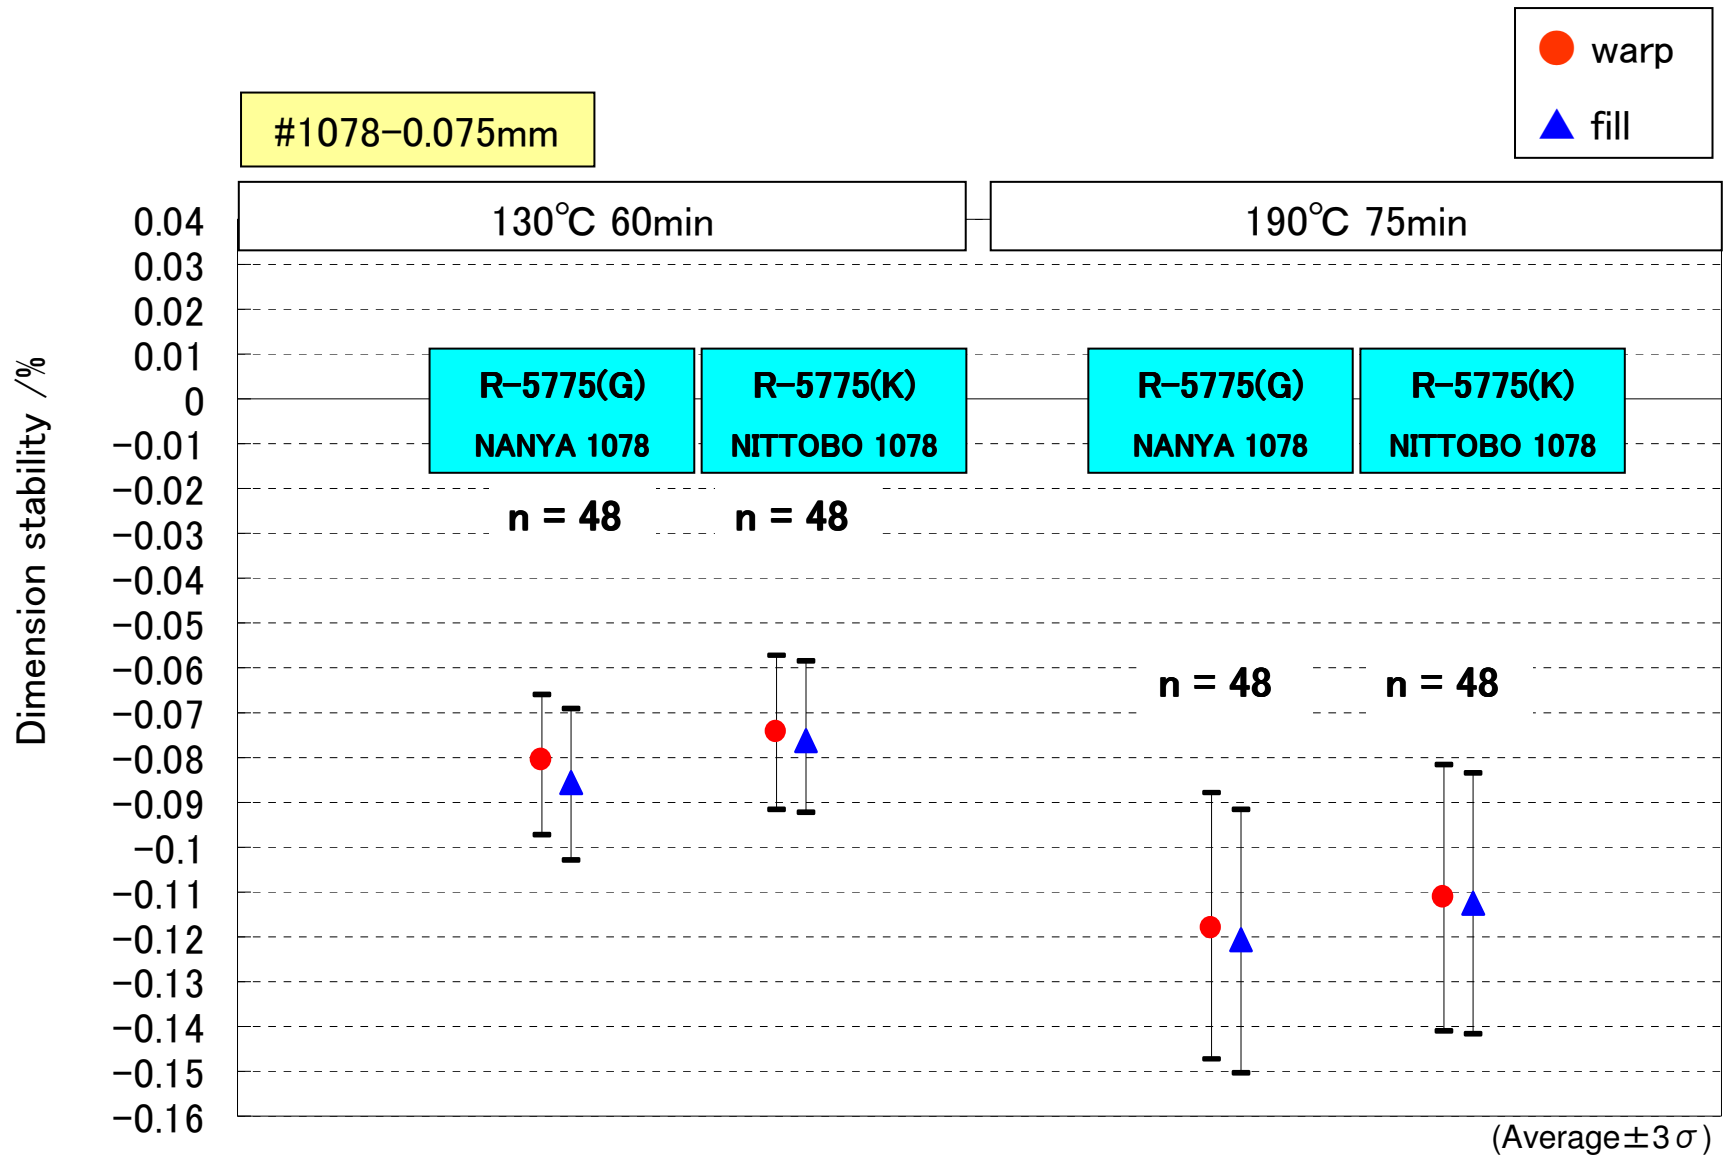 warp
fill
#1078-0.075mm
130℃ 60min
190℃ 75min
0.04
0.03
0.02
0.01
0
-0.01
-0.02
-0.03
-0.04
-0.05
-0.06
-0.07
-0.08
-0.09
-0.1
-0.11
-0.12
-0.13
-0.14
-0.15
-0.16
Dimension stability /%
R-5775(G)
NANYA 1078
R-5775(K)
NITTOBO 1078
R-5775(G)
NANYA 1078
R-5775(K)
NITTOBO 1078
n = 48
n = 48
n = 48
n = 48
(Average±3σ)